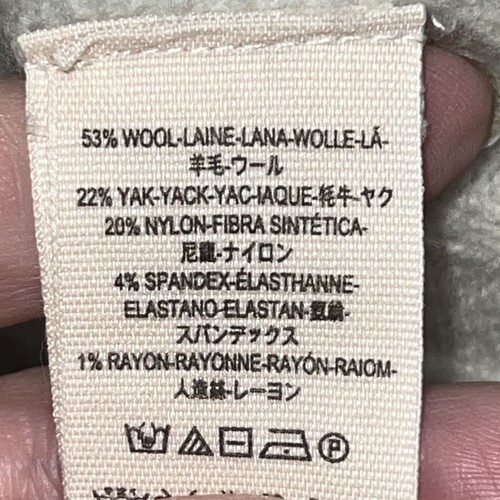 53% WOOL-LAINE-LANA-WOLLE-LÃ-
羊毛-ウール
22% YAK-YACK-YAC-IAQUE-牦牛-ヤク
20% NYLON-FIBRA SINTÉTICA-
尼龍-ナイロン
4% SPANDEX-ÉLASTHANNE-
ELASTANO-ELASTAN-氨綸-
スパンデックス
1% RAYON-RAYONNE-RAYÓN-RAIOM-
人造絲-レーヨン
P